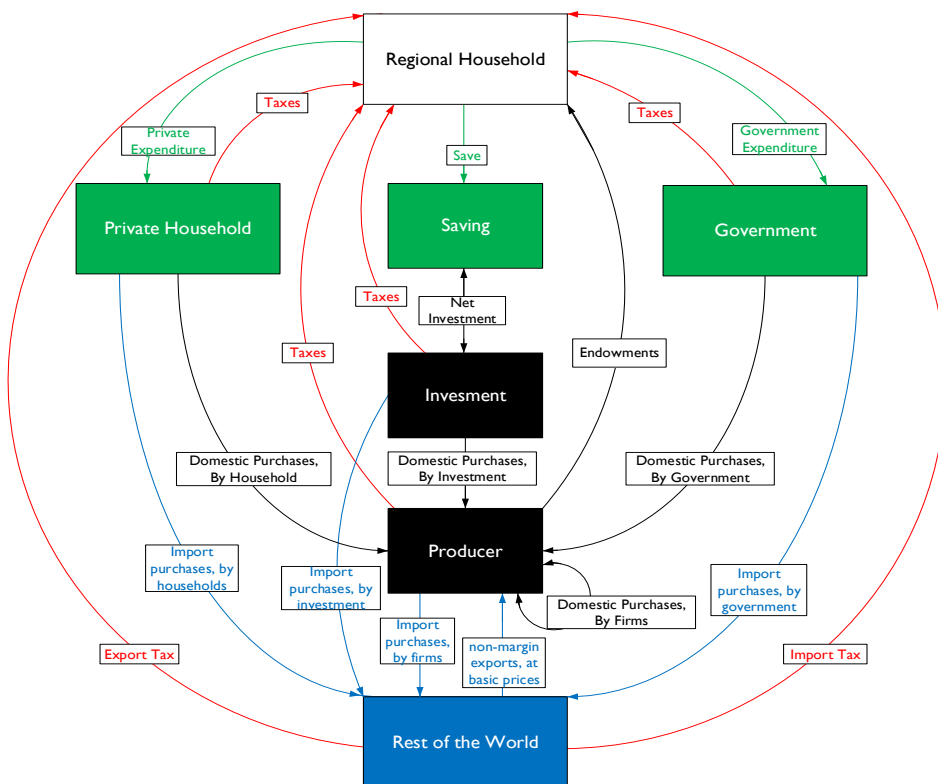 Regional Household
Taxes
Taxes
Private
Expenditure
Government
Expenditure
Save
Private Household
Saving
Government
Taxes
Net
Investment
Taxes
Endowments
Invesment
Domestic Purchases,
By Household
Domestic Purchases,
By Investment
Domestic Purchases,
By Government
Producer
Import
purchases, by
households
Import
purchases, by
investment
Import
purchases, by
government
Domestic Purchases,
By Firms
Import
purchases,
by firms
non-margin
exports, at
basic prices
Export Tax
Import Tax
Rest of the World